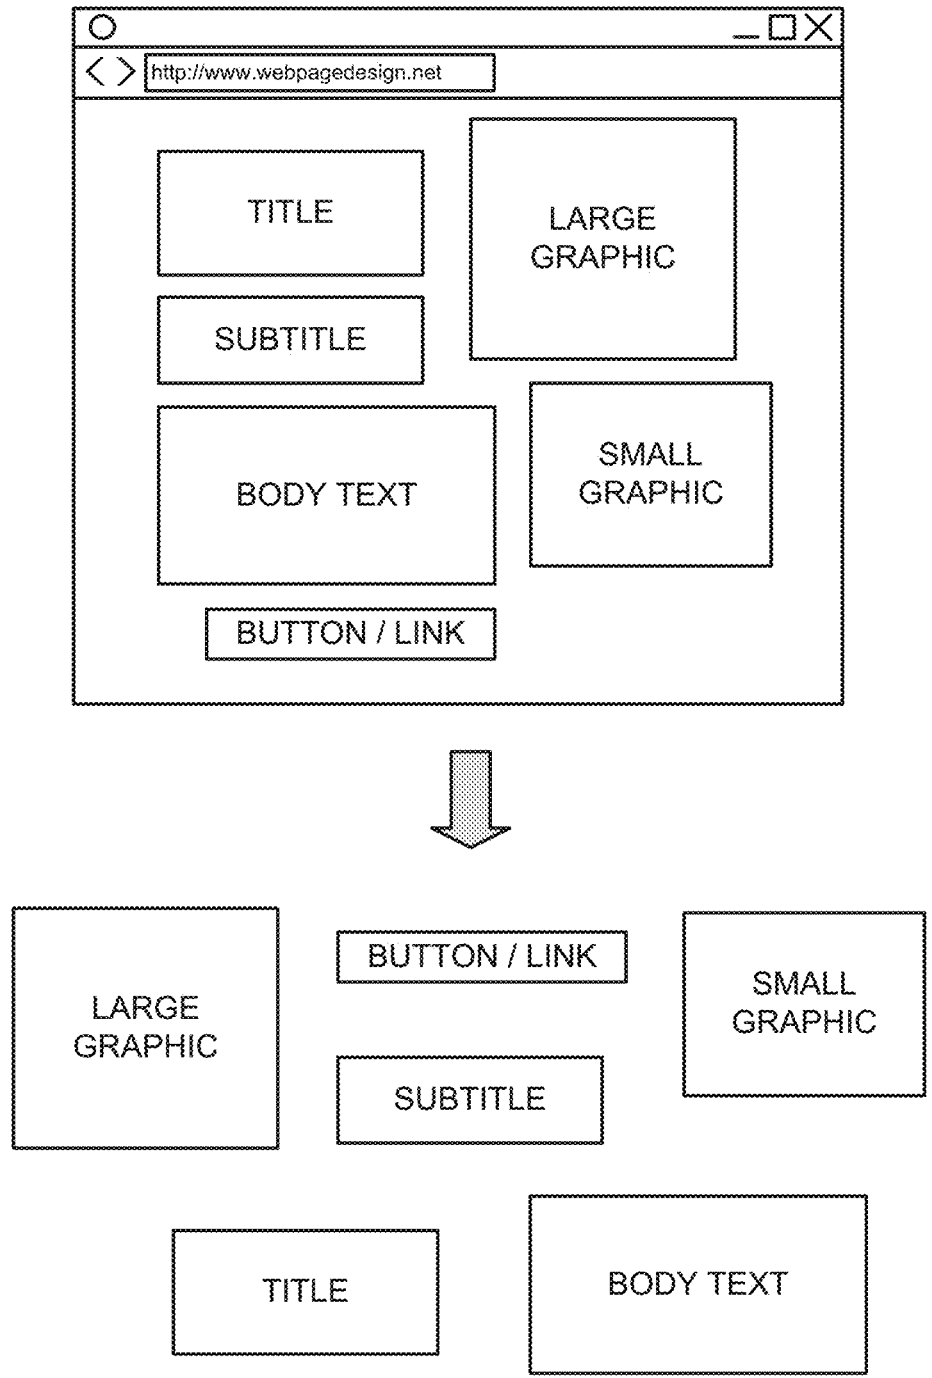 http://www.webpagedesign.net
TITLE
LARGE
GRAPHIC
SUBTITLE
BODY TEXT
SMALL
GRAPHIC
BUTTON / LINK
LARGE
GRAPHIC
BUTTON / LINK
SMALL
GRAPHIC
SUBTITLE
TITLE
BODY TEXT